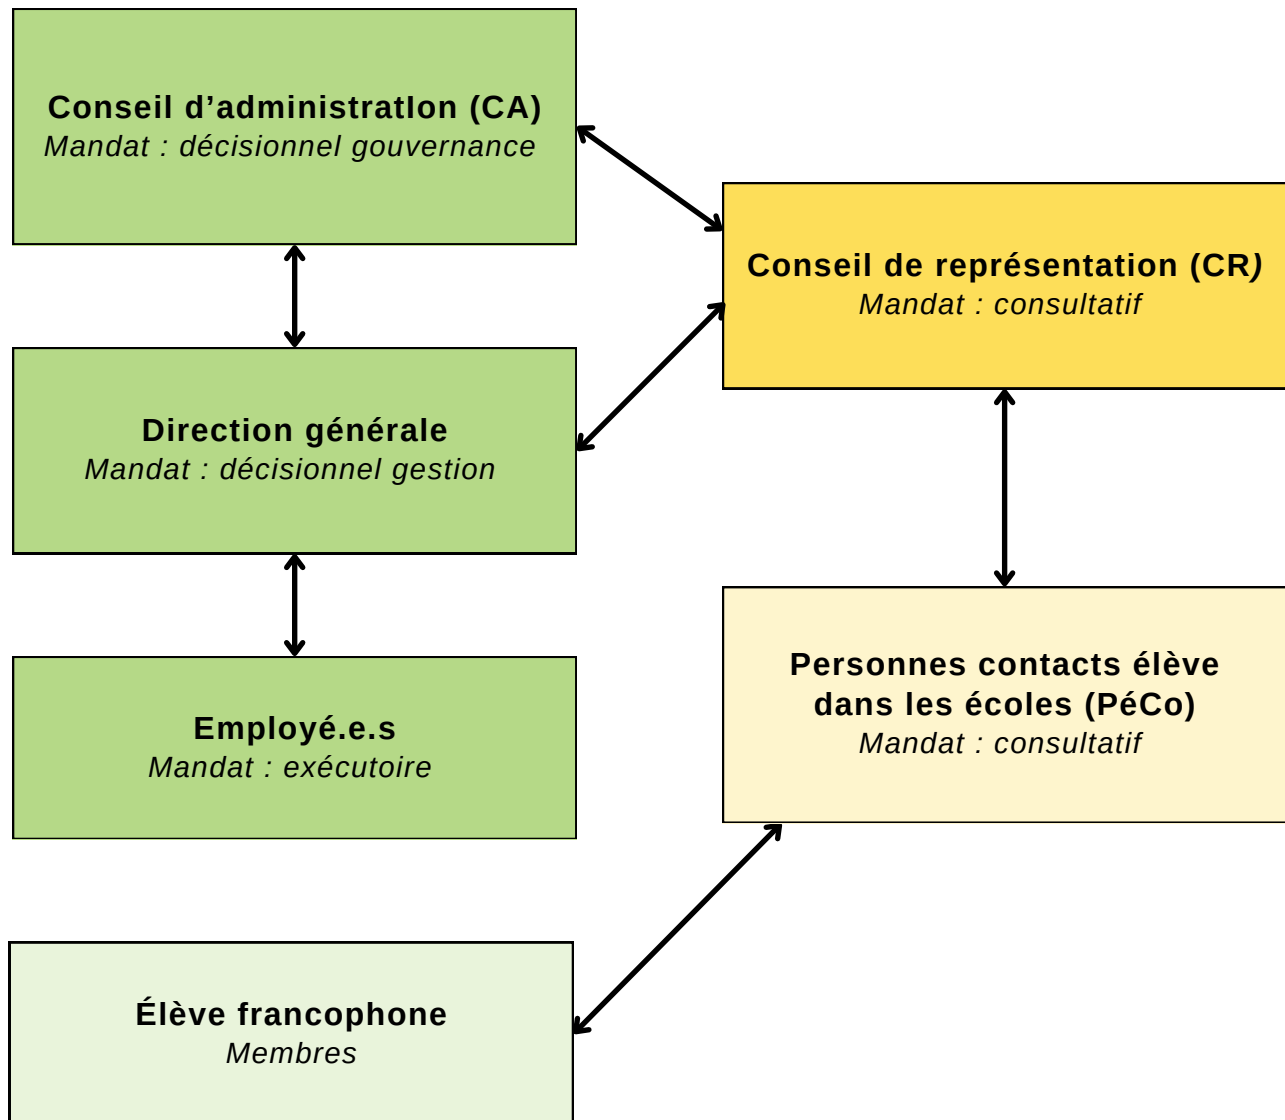 Conseil d’administratIon (CA)
Mandat : décisionnel gouvernance
Conseil de représentation (CR)
Mandat : consultatif
Direction générale
Mandat : décisionnel gestion
Personnes contacts élève
dans les écoles (PéCo)
Mandat : consultatif
Employé.e.s
Mandat : exécutoire
Élève francophone
Membres